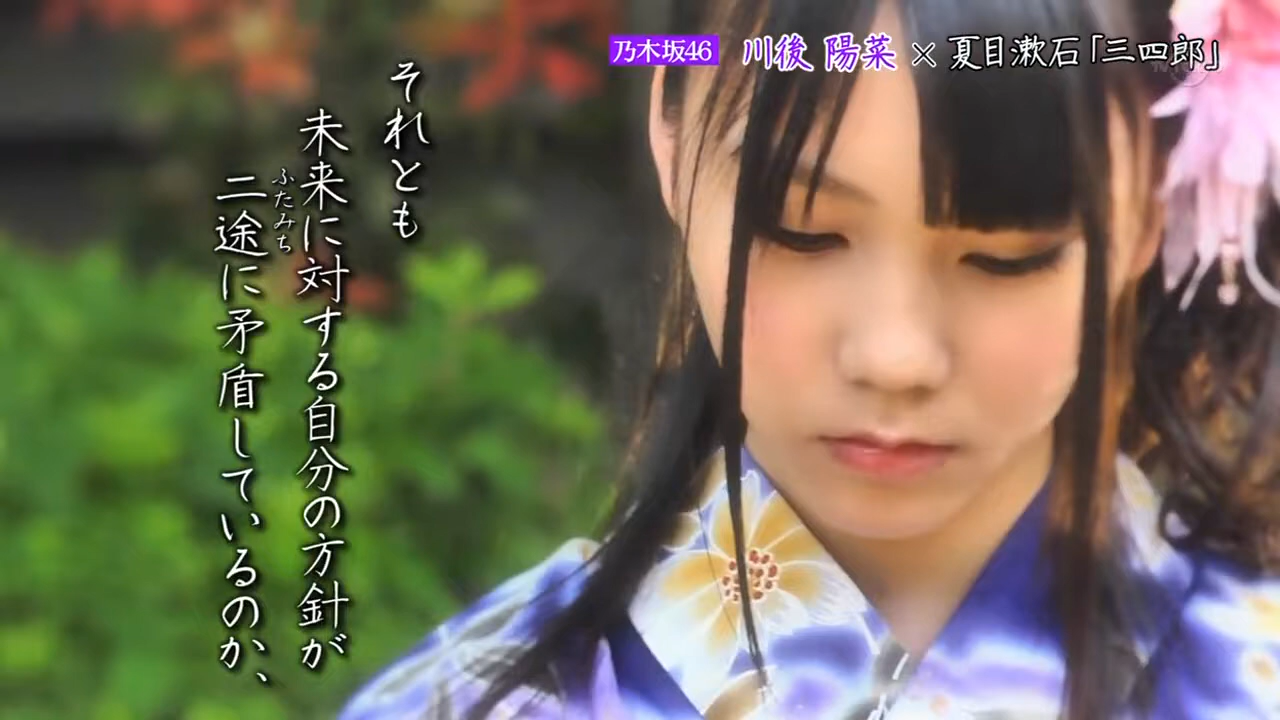 乃木坂46 川後 陽菜 × 夏目漱石「三四郎」
それとも
未来に対する自分の方針が
二途に矛盾しているのか、
ふたみち